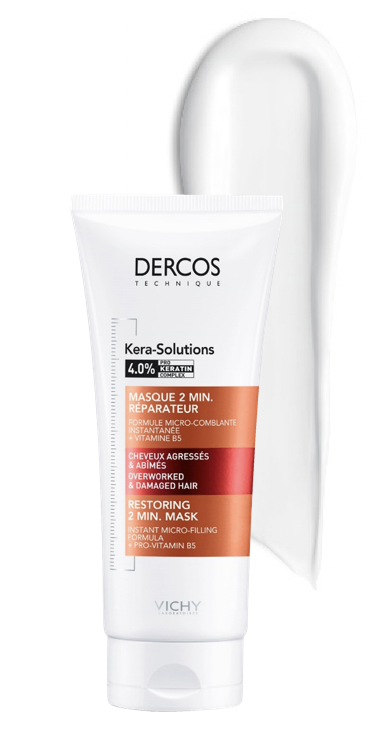 DERCOS
TECHNIQUE
Kera-Solutions
4.0% PRO
KERATIN
COMPLEX
MASQUE 2 MIN.
RÉPARATEUR
FORMULE MICRO-COMBLANTE
INSTANTANÉE
+ VITAMINE B5
CHEVEUX AGRESSÉS
& ABÎMÉS
OVERWORKED
& DAMAGED HAIR
RESTORING
2 MIN. MASK
INSTANT MICRO-FILLING
FORMULA
+ PRO-VITAMIN B5
VICHY
LABORATOIRES